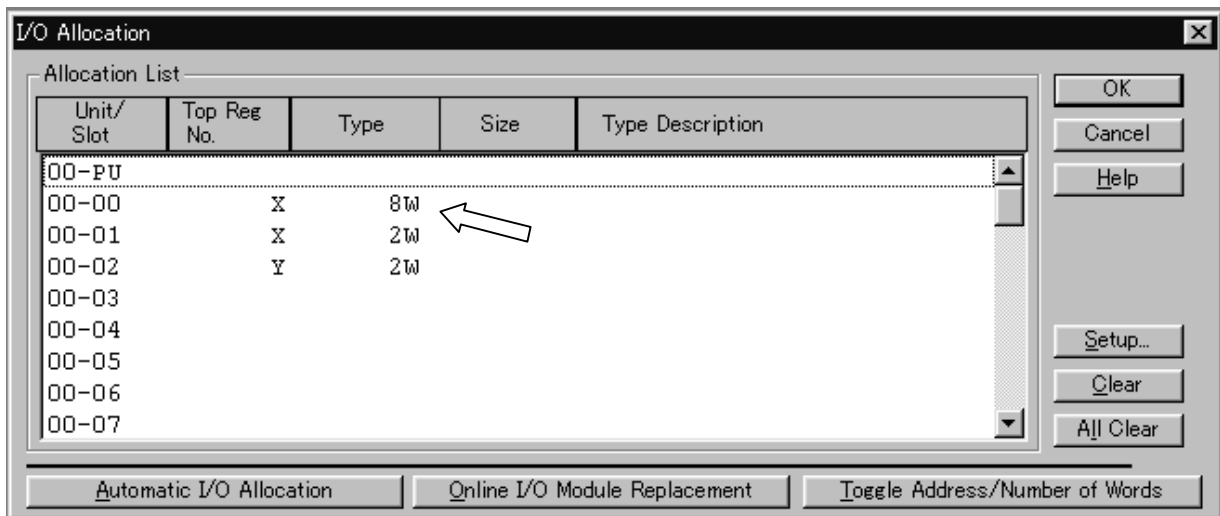 I/O Allocation
Allocation List
Unit/ Slot Top Reg No. Type Size Type Description
00-PU
00-00 X 8W
00-01 X 2W
00-02 Y 2W
00-03
00-04
00-05
00-06
00-07
OK
Cancel
Help
Setup...
Clear
All Clear
Automatic I/O Allocation Online I/O Module Replacement Toggle Address/Number of Words